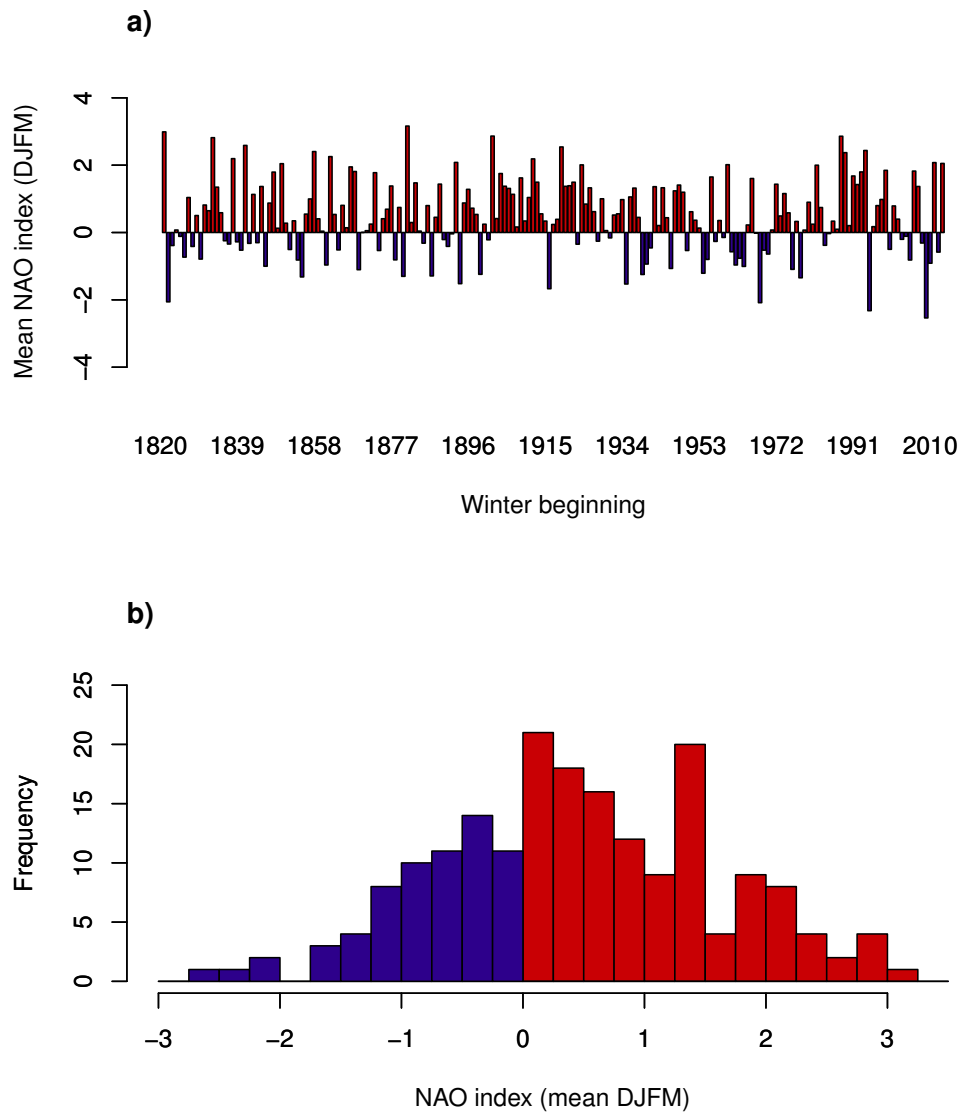 a)
Mean NAO index (DJFM)
4
2
0
−2
−4
1820 1839 1858 1877 1896 1915 1934 1953 1972 1991 2010
Winter beginning
b)
Frequency
25
20
15
10
5
0
−3 −2 −1 0 1 2 3
NAO index (mean DJFM)